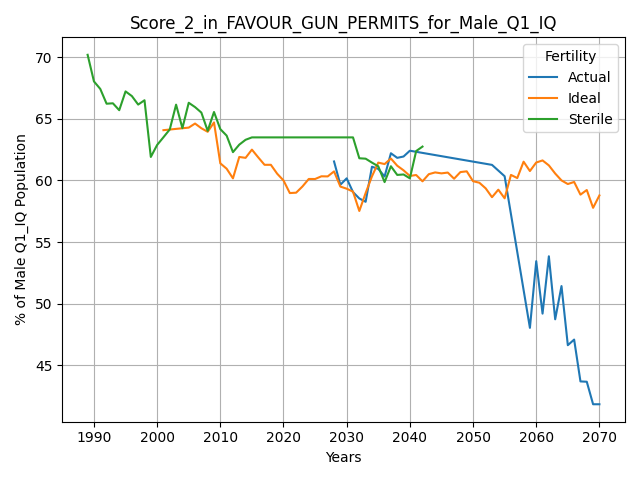 Score_2_in_FAVOUR_GUN_PERMITS_for_Male_Q1_IQ
% of Male Q1_IQ Population
70
65
60
55
50
45
Fertility
Actual
Ideal
Sterile
1990 2000 2010 2020 2030 2040 2050 2060 2070
Years